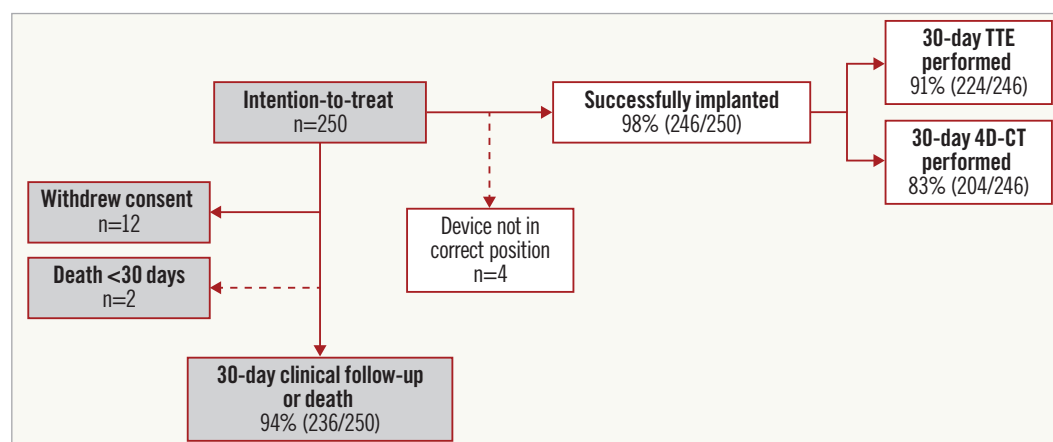 Intention-to-treat
n=250
Successfully implanted
98% (246/250)
30-day TTE
performed
91% (224/246)
30-day 4D-CT
performed
83% (204/246)
Withdrew consent
n=12
Device not in
correct position
n=4
Death <30 days
n=2
30-day clinical follow-up
or death
94% (236/250)